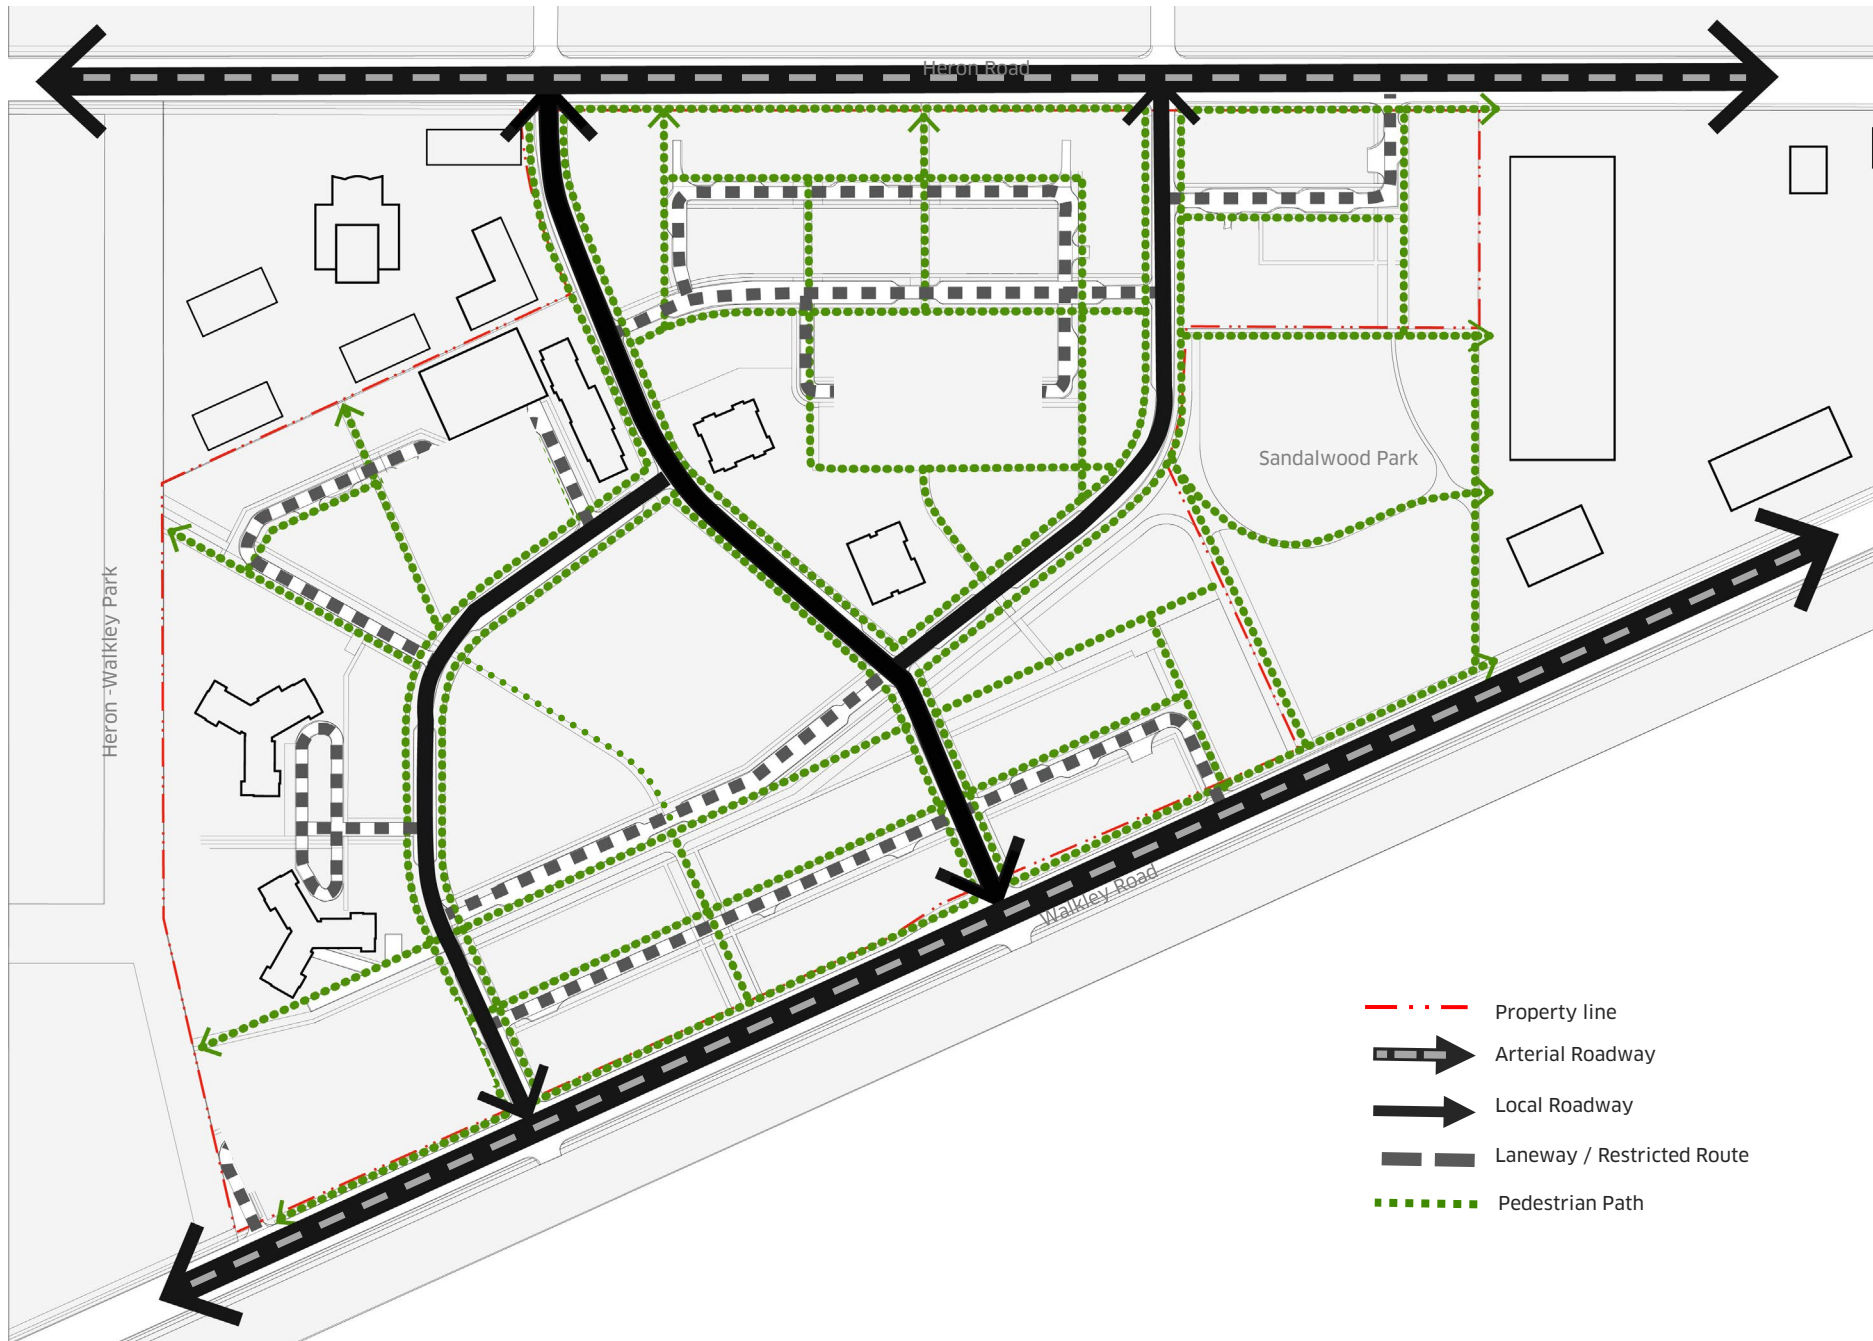 Heron Road
Sandalwood Park
Heron -Walkley Park
Walkley Road
Property line
Arterial Roadway
Local Roadway
Laneway / Restricted Route
Pedestrian Path